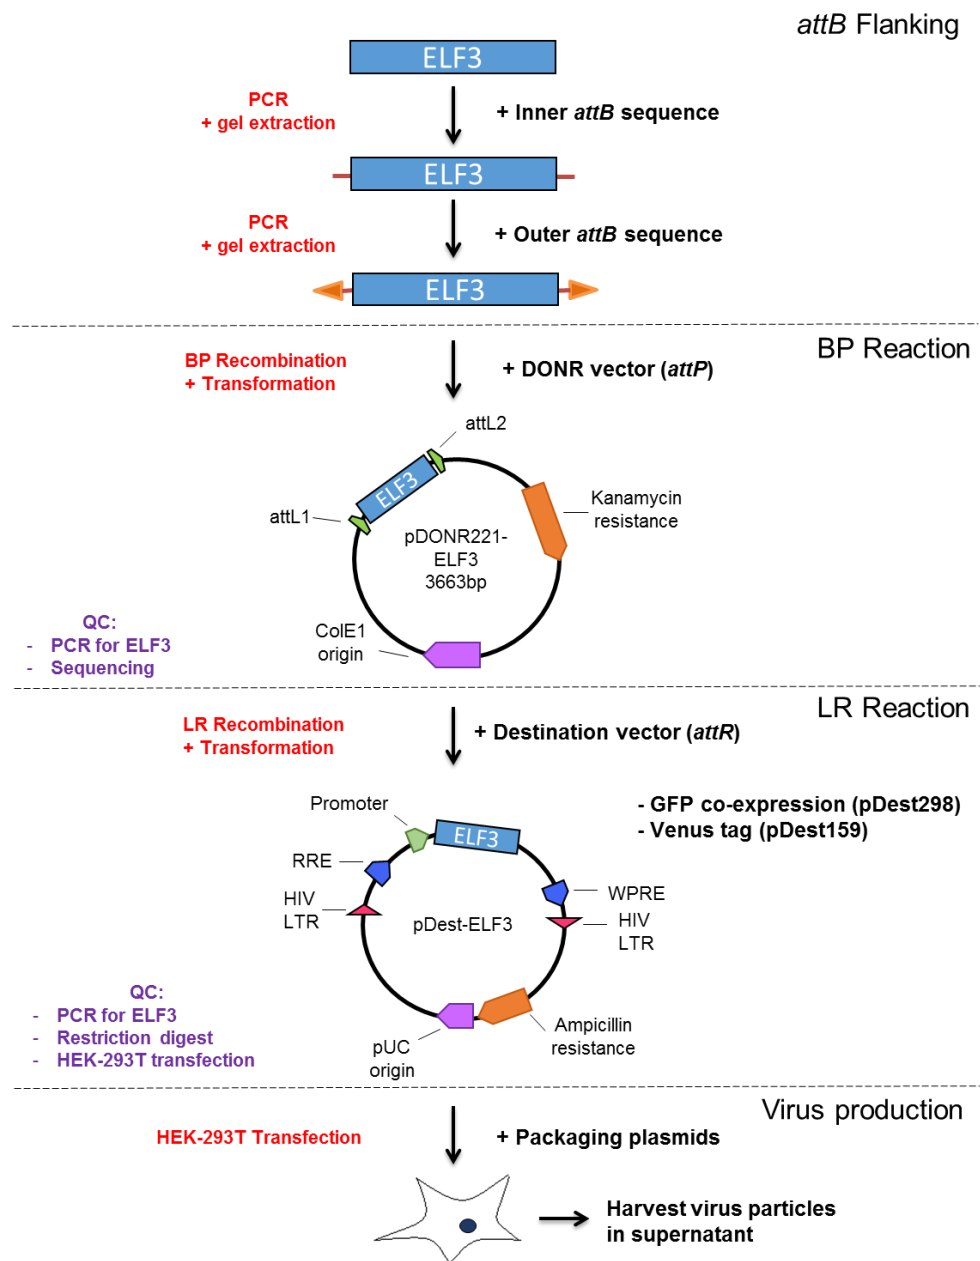 attB Flanking
ELF3
PCR
+ gel extraction
+ Inner attB sequence
ELF3
PCR
+ gel extraction
+ Outer attB sequence
ELF3
BP Reaction
BP Recombination
+ Transformation
+ DONR vector (attP)
attL2
ELF3
attL1
Kanamycin
resistance
pDONR221-
ELF3
3663bp
ColE1
origin
QC:
- PCR for ELF3
- Sequencing
LR Reaction
LR Recombination
+ Transformation
+ Destination vector (attR)
- GFP co-expression (pDest298)
- Venus tag (pDest159)
Promoter
ELF3
RRE
HIV
LTR
WPRE
HIV
LTR
pDest-ELF3
Ampicillin
resistance
pUC
origin
QC:
- PCR for ELF3
- Restriction digest
- HEK-293T transfection
Virus production
HEK-293T Transfection
+ Packaging plasmids
Harvest virus particles
in supernatant